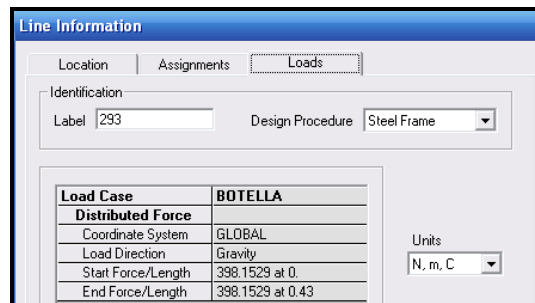 Line Information
Location Assignments Loads
Identification
Label 293 Design Procedure Steel Frame
Load Case BOTELLA
Distributed Force
Coordinate System GLOBAL
Load Direction Gravity
Start Force/Length 398.1529 at 0.
End Force/Length 398.1529 at 0.43
Units
N, m, C